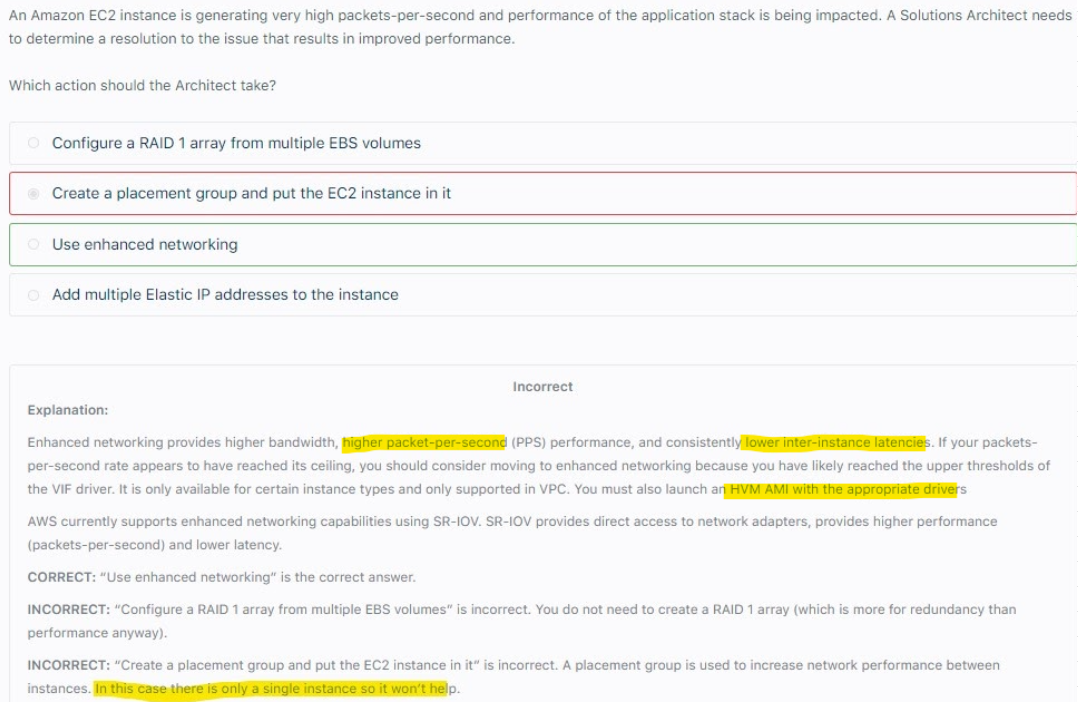 An Amazon EC2 instance is generating very high packets-per-second and performance of the application stack is being impacted. A Solutions Architect needs
to determine a resolution to the issue that results in improved performance.
Which action should the Architect take?
Configure a RAID 1 array from multiple EBS volumes
Create a placement group and put the EC2 instance in it
Use enhanced networking
Add multiple Elastic IP addresses to the instance
Incorrect
Explanation:
Enhanced networking provides higher bandwidth, higher packet-per-second (PPS) performance, and consistently lower inter-instance latencies. If your packets-
per-second rate appears to have reached its ceiling, you should consider moving to enhanced networking because you have likely reached the upper thresholds of
the VIF driver. It is only available for certain instance types and only supported in VPC. You must also launch an HVM AMI with the appropriate drivers
AWS currently supports enhanced networking capabilities using SR-IOV. SR-IOV provides direct access to network adapters, provides higher performance
(packets-per-second) and lower latency.
CORRECT: “Use enhanced networking” is the correct answer.
INCORRECT: “Configure a RAID 1 array from multiple EBS volumes” is incorrect. You do not need to create a RAID 1 array (which is more for redundancy than
performance anyway).
INCORRECT: “Create a placement group and put the EC2 instance in it” is incorrect. A placement group is used to increase network performance between
instances. In this case there is only a single instance so it won’t help.